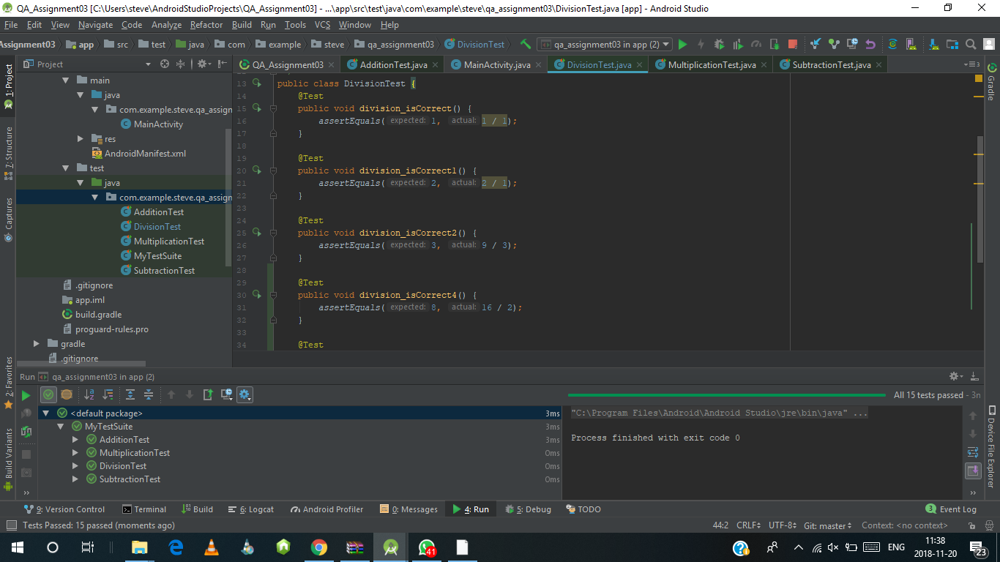 QA_Assignment03 [C:\Users\steve\AndroidStudioProjects\QA_Assignment03] - ...\app\src\test\java\com\example\steve\qa_assignment03\DivisionTest.java [app] - Android Studio
File Edit View Navigate Code Analyze Refactor Build Run Tools VCS Window Help
Assignment03 app src test java com example steve qa_assignment03 DivisionTest qa_assignment03 in app (2)
Project QA_Assignment03 AdditionTest.java MainActivity.java DivisionTest.java MultiplicationTest.java SubtractionTest.java
1: Project
7: Structure
Captures
2: Favorites
Build Variants
main
java
com.example.steve.qa_assign
MainActivity
res
AndroidManifest.xml
test
java
com.example.steve.qa_assign
AdditionTest
DivisionTest
MultiplicationTest
MyTestSuite
SubtractionTest
.gitignore
app.iml
build.gradle
proguard-rules.pro
gradle
.gitignore
13 public class DivisionTest {
14 @Test
15 public void division_isCorrect() {
16 assertEquals( expected: 1, actual: 1 / 1);
17 }
18
19 @Test
20 public void division_isCorrect1() {
21 assertEquals( expected: 2, actual: 2 / 1);
22 }
23
24 @Test
25 public void division_isCorrect2() {
26 assertEquals( expected: 3, actual: 9 / 3);
27 }
28
29 @Test
30 public void division_isCorrect4() {
31 assertEquals( expected: 8, actual: 16 / 2);
32 }
33
34 @Test
Gradle
Device File Explorer
Run qa_assignment03 in app (2)
All 15 tests passed - 3n
<default package> 3ms
MyTestSuite 3ms
AdditionTest 3ms
MultiplicationTest 0ms
DivisionTest 0ms
SubtractionTest 0ms
"C:\Program Files\Android\Android Studio\jre\bin\java" ...
Process finished with exit code 0
9: Version Control Terminal Build 6: Logcat Android Profiler 0: Messages 4: Run 5: Debug TODO 3 Event Log
Tests Passed: 15 passed (moments ago) 44:2 CRLF UTF-8 Git: master Context: <no context>
41 ENG 11:38
2018-11-20 23